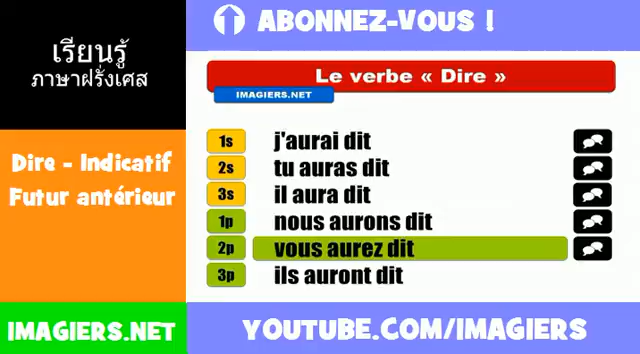 ABONNEZ-VOUS !
เรียนรู้
ภาษาฝรั่งเศส
Dire - Indicatif
Futur antérieur
IMAGIERS.NET
Le verbe « Dire »
IMAGIERS.NET
1s j'aurai dit
2s tu auras dit
3s il aura dit
1p nous aurons dit
2p vous aurez dit
3p ils auront dit
YOUTUBE.COM/IMAGIERS